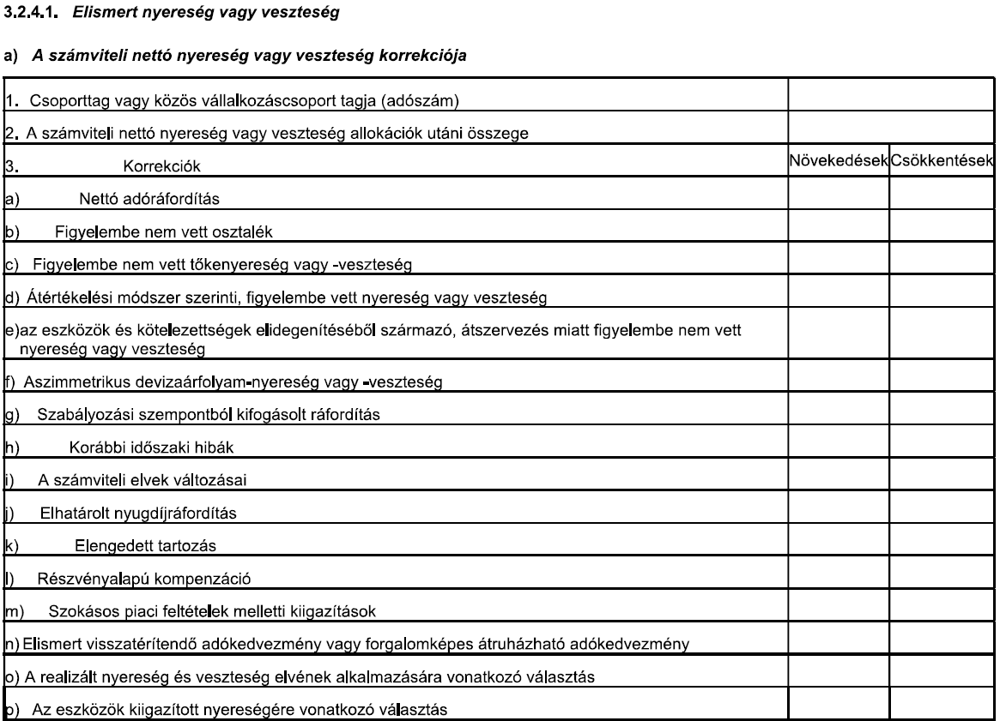 3.2.4.1. Elismert nyereség vagy veszteség
a) A számviteli nettó nyereség vagy veszteség korrekciója
1. Csoporttag vagy közös vállalkozáscsoport tagja (adószám)
2. A számviteli nettó nyereség vagy veszteség allokációk utáni összege
3. Korrekciók Növekedések Csökkentések
a) Nettó adóráfordítás
b) Figyelembe nem vett osztalék
c) Figyelembe nem vett tőkenyereség vagy -veszteség
d) Átértékelési módszer szerinti, figyelembe vett nyereség vagy veszteség
e)az eszközök és kötelezettségek elidegenítéséből származó, átszervezés miatt figyelembe nem vett
nyereség vagy veszteség
f) Aszimmetrikus devizaárfolyam-nyereség vagy -veszteség
g) Szabályozási szempontból kifogásolt ráfordítás
h) Korábbi időszaki hibák
i) A számviteli elvek változásai
j) Elhatárolt nyugdíjráfordítás
k) Elengedett tartozás
l) Részvényalapú kompenzáció
m) Szokásos piaci feltételek melletti kiigazítások
n) Elismert visszatérítendő adókedvezmény vagy forgalomképes átruházható adókedvezmény
o) A realizált nyereség és veszteség elvének alkalmazására vonatkozó választás
p) Az eszközök kiigazított nyereségére vonatkozó választás